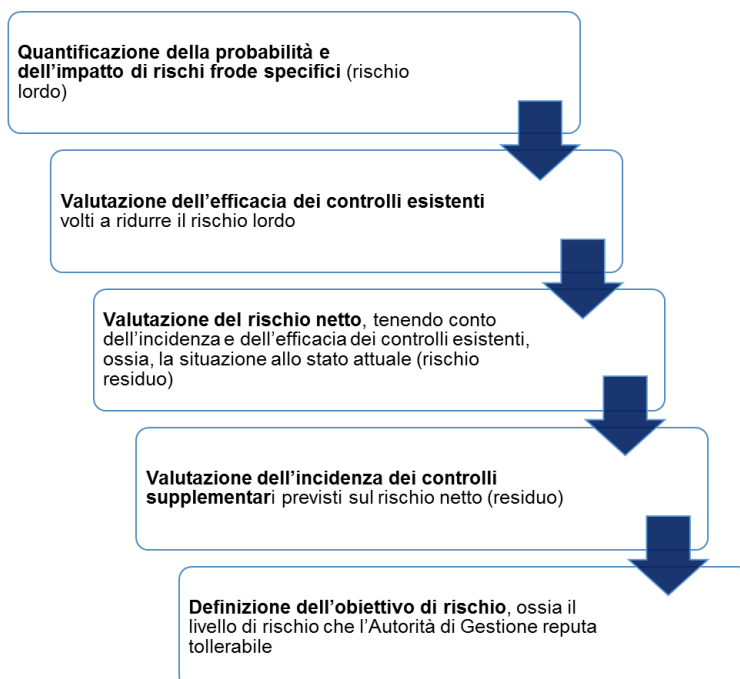 Quantificazione della probabilità e
dell'impatto di rischi frode specifici (rischio
lordo)
Valutazione dell'efficacia dei controlli esistenti
volti a ridurre il rischio lordo
Valutazione del rischio netto, tenendo conto
dell'incidenza e dell'efficacia dei controlli esistenti,
ossia, la situazione allo stato attuale (rischio
residuo)
Valutazione dell'incidenza dei controlli
supplementari previsti sul rischio netto (residuo)
Definizione dell'obiettivo di rischio, ossia il
livello di rischio che l'Autorità di Gestione reputa
tollerabile